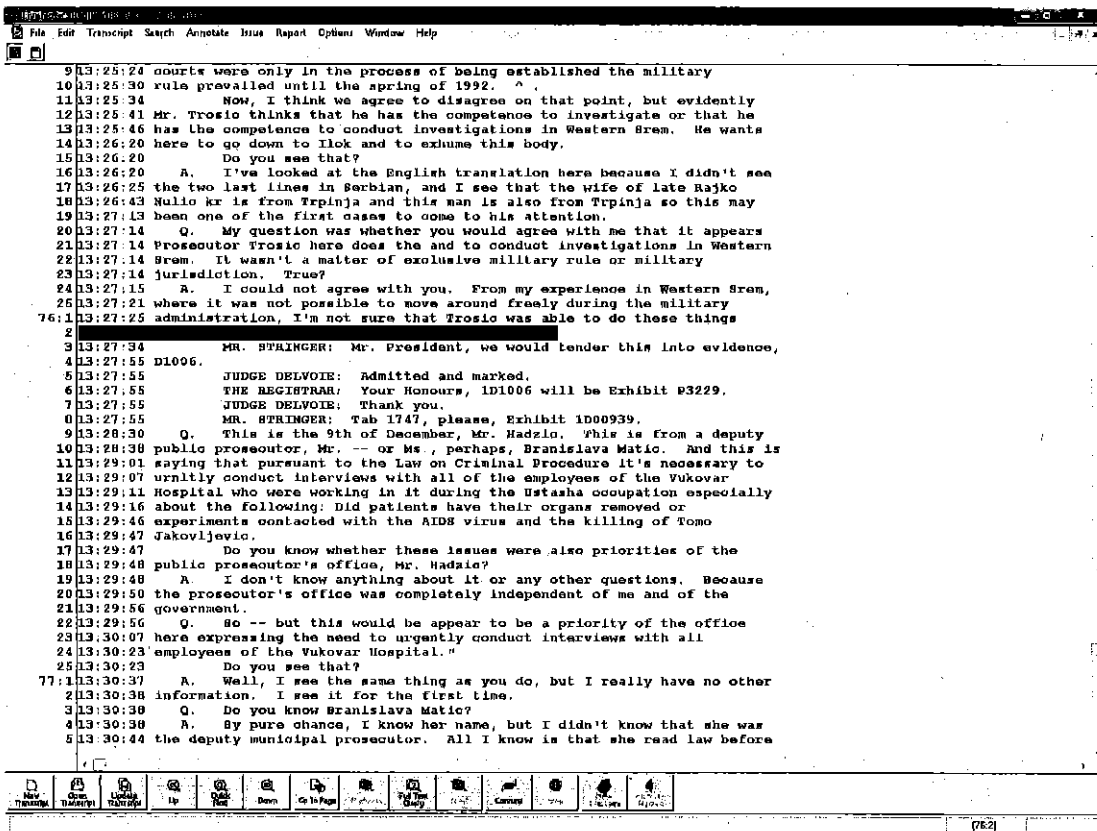 File Edit Transcript Search Annotate Issue Report Options Window Help
9 13:25:24 courts were only in the process of being established the military
10 13:25:30 rule prevailed until the spring of 1992. ^ .
11 13:25:34 Now, I think we agree to disagree on that point, but evidently
12 13:25:41 Mr. Trosic thinks that he has the competence to investigate or that he
13 13:25:46 has the competence to conduct investigations in Western Srem. He wants
14 13:26:20 here to go down to Ilok and to exhume this body.
15 13:26:20 Do you see that?
16 13:26:20 A. I've looked at the English translation here because I didn't see
17 13:26:25 the two last lines in Serbian, and I see that the wife of late Rajko
18 13:26:43 Nulic kr is from Trpinja and this man is also from Trpinja so this may
19 13:27:13 been one of the first cases to come to his attention.
20 13:27:14 Q. My question was whether you would agree with me that it appears
21 13:27:14 Prosecutor Trosic here does the and to conduct investigations in Western
22 13:27:14 Srem. It wasn't a matter of exclusive military rule or military
23 13:27:14 jurisdiction. True?
24 13:27:15 A. I could not agree with you. From my experience in Western Srem,
25 13:27:21 where it was not possible to move around freely during the military
76:1 13:27:25 administration, I'm not sure that Trosic was able to do these things
2
3 13:27:34 MR. STRINGER: Mr. President, we would tender this into evidence,
4 13:27:55 D1006.
5 13:27:55 JUDGE DELVOIE: Admitted and marked.
6 13:27:55 THE REGISTRAR: Your Honours, 1D1006 will be Exhibit P3229.
7 13:27:55 JUDGE DELVOIE: Thank you.
8 13:27:55 MR. STRINGER: Tab 1747, please, Exhibit 1D00939.
9 13:28:30 Q. This is the 9th of December, Mr. Hadzic. This is from a deputy
10 13:28:38 public prosecutor, Mr. -- or Ms., perhaps, Branislava Matic. And this is
11 13:29:01 saying that pursuant to the Law on Criminal Procedure it's necessary to
12 13:29:07 urnltly conduct interviews with all of the employees of the Vukovar
13 13:29:11 Hospital who were working in it during the Ustasha occupation especially
14 13:29:16 about the following: Did patients have their organs removed or
15 13:29:46 experiments contacted with the AIDS virus and the killing of Tomo
16 13:29:47 Jakovljevic.
17 13:29:47 Do you know whether these issues were also priorities of the
18 13:29:48 public prosecutor's office, Mr. Hadzic?
19 13:29:48 A. I don't know anything about it or any other questions. Because
20 13:29:50 the prosecutor's office was completely independent of me and of the
21 13:29:56 government.
22 13:29:56 Q. So -- but this would be appear to be a priority of the office
23 13:30:07 here expressing the need to urgently conduct interviews with all
24 13:30:23 employees of the Vukovar Hospital."
25 13:30:23 Do you see that?
77:1 13:30:37 A. Well, I see the same thing as you do, but I really have no other
2 13:30:38 information. I see it for the first time.
3 13:30:38 Q. Do you know Branislava Matic?
4 13:30:38 A. By pure chance, I know her name, but I didn't know that she was
5 13:30:44 the deputy municipal prosecutor. All I know is that she read law before
New Transcript Open Transcript Update Transcript Up Quick Find Down Go To Page Full Text Query Connect
[76:2]